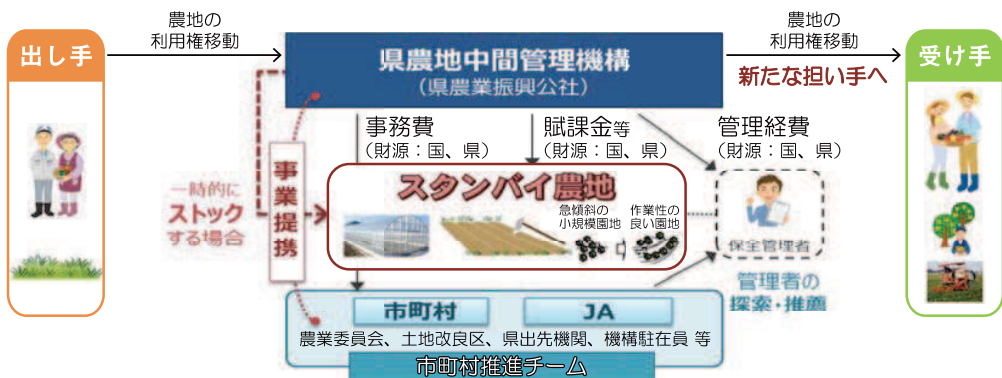 農地の
利用権移動
農地の
利用権移動
出し手
県農地中間管理機構
(県農業振興公社)
新たな担い手へ
受け手
事務費
(財源:国、県)
賦課金等
(財源:国、県)
管理経費
(財源:国、県)
一時的に
ストック
する場合
事業提携
スタンバイ農地
急傾斜の
小規模園地
作業性の
良い園地
保全管理者
管理者の
探索・推薦
市町村
JA
農業委員会、土地改良区、県出先機関、機構駐在員 等
市町村推進チーム